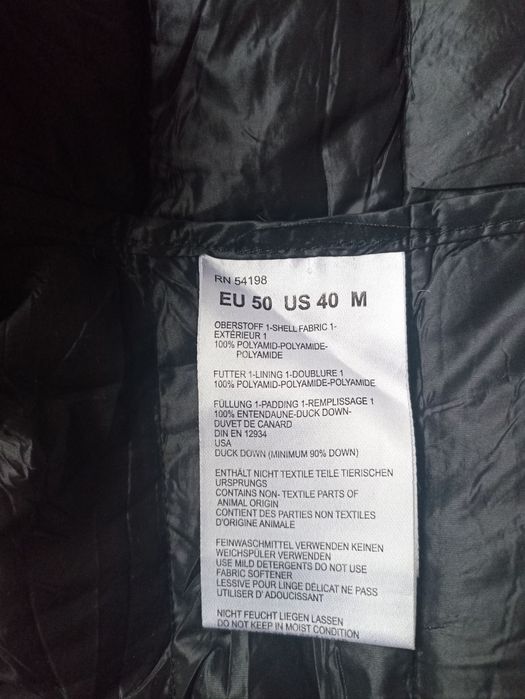 RN 54198
EU 50 US 40 M
OBERSTOFF 1-SHELL FABRIC 1-
EXTÉRIEUR 1
100% POLYAMID-POLYAMIDE-
POLYAMIDE
FUTTER 1-LINING 1-DOUBLURE 1
100% POLYAMID-POLYAMIDE-POLYAMIDE
FÜLLUNG 1-PADDING 1-REMPLISSAGE 1
100% ENTENDAUNE-DUCK DOWN-
DUVET DE CANARD
DIN EN 12934
USA
DUCK DOWN (MINIMUM 90% DOWN)
ENTHÄLT NICHT TEXTILE TEILE TIERISCHEN
URSPRUNGS
CONTAINS NON- TEXTILE PARTS OF
ANIMAL ORIGIN
CONTIENT DES PARTIES NON TEXTILES
D'ORIGINE ANIMALE
FEINWASCHMITTEL VERWENDEN KEINEN
WEICHSPÜLER VERWENDEN
USE MILD DETERGENTS DO NOT USE
FABRIC SOFTENER
LESSIVE POUR LINGE DÉLICAT NE PASS
UTILISER D' ADOUCISSANT
NICHT FEUCHT LIEGEN LASSEN
DO NOT KEEP IN MOIST CONDITION